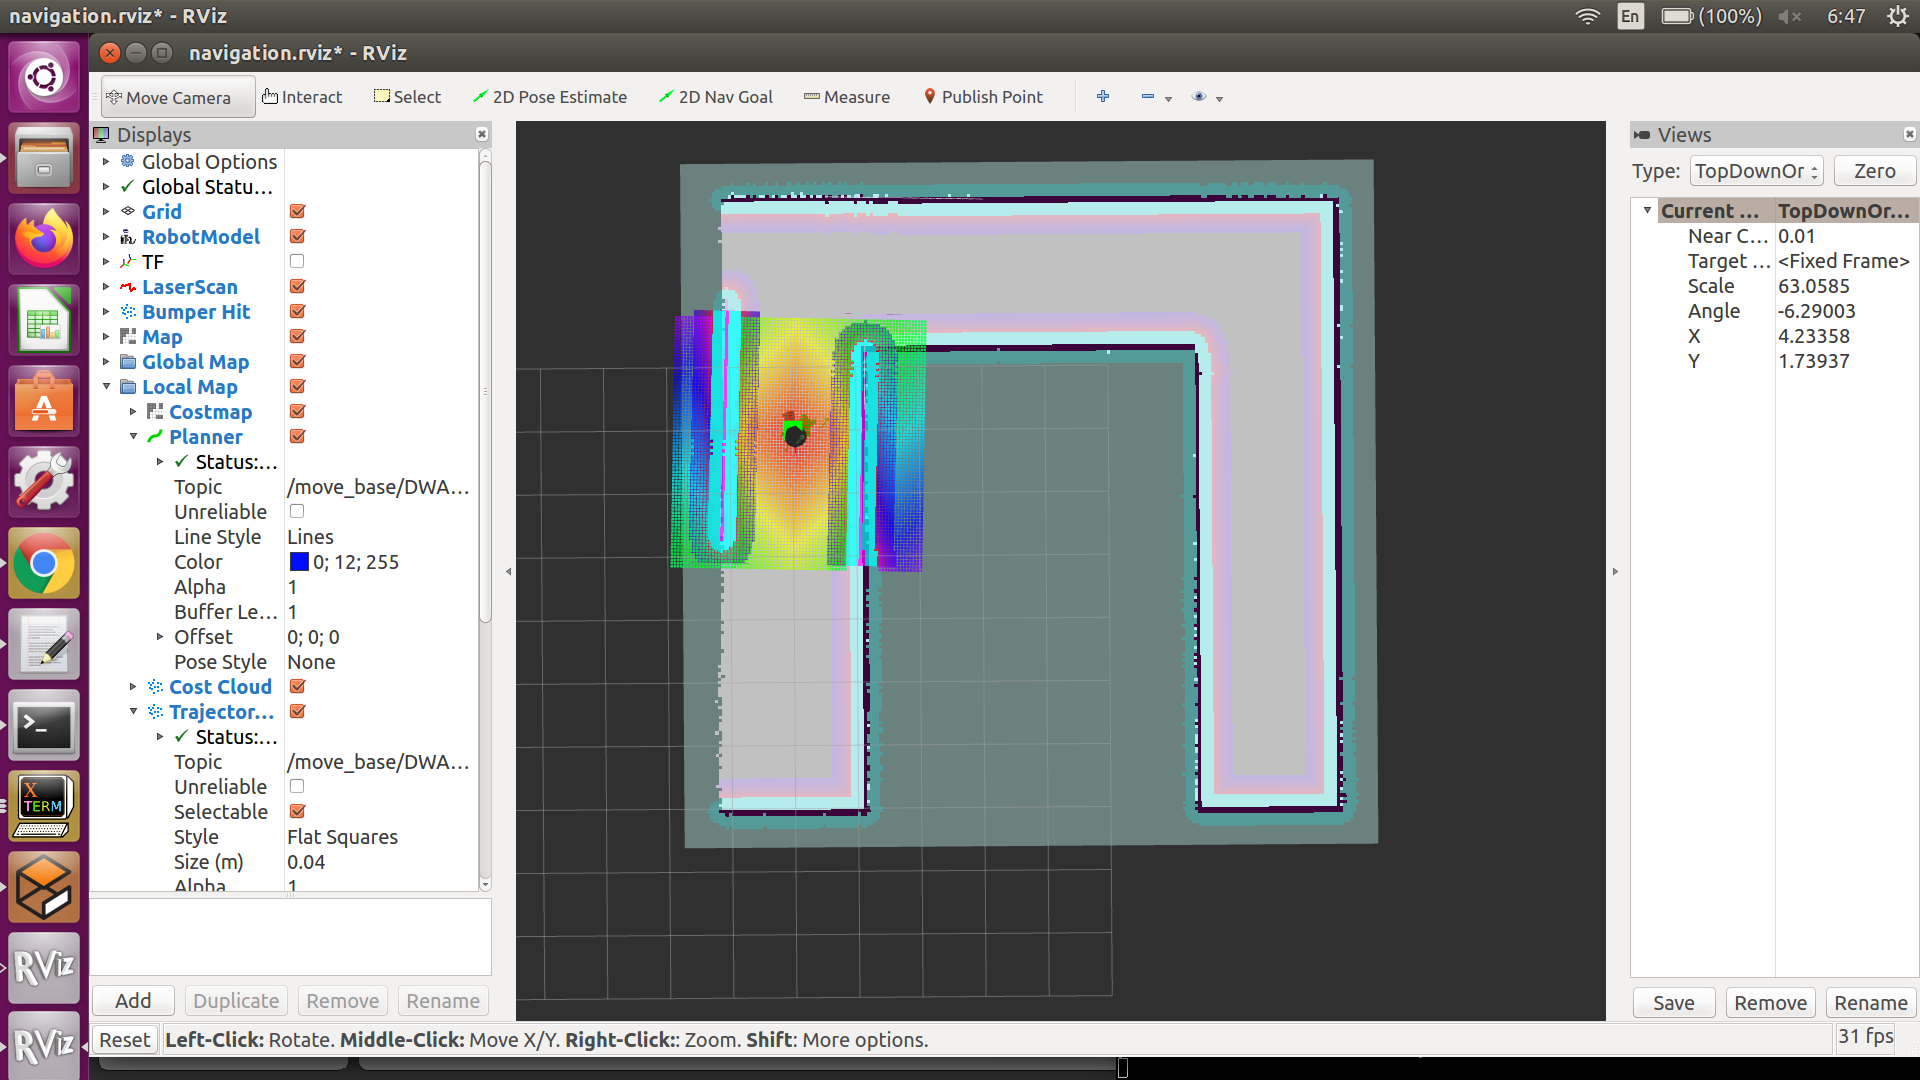 navigation.rviz* - RViz
En
(100%)
6:47
navigation.rviz* - RViz
Move Camera
Interact
Select
2D Pose Estimate
2D Nav Goal
Measure
Publish Point
Displays
Global Options
Global Statu...
Grid
RobotModel
TF
LaserScan
Bumper Hit
Map
Global Map
Local Map
Costmap
Planner
Status:...
Topic /move_base/DWA...
Unreliable
Line Style Lines
Color 0; 12; 255
Alpha 1
Buffer Le... 1
Offset 0; 0; 0
Pose Style None
Cost Cloud
Trajector...
Status:...
Topic /move_base/DWA...
Unreliable
Selectable
Style Flat Squares
Size (m) 0.04
Alpha 1
Add
Duplicate
Remove
Rename
Reset
Left-Click: Rotate. Middle-Click: Move X/Y. Right-Click:: Zoom. Shift: More options.
31 fps
Views
Type: TopDownOr
Zero
Current ... TopDownOr...
Near C... 0.01
Target ... <Fixed Frame>
Scale 63.0585
Angle -6.29003
X 4.23358
Y 1.73937
Save
Remove
Rename
X
TERM
RViz
RViz